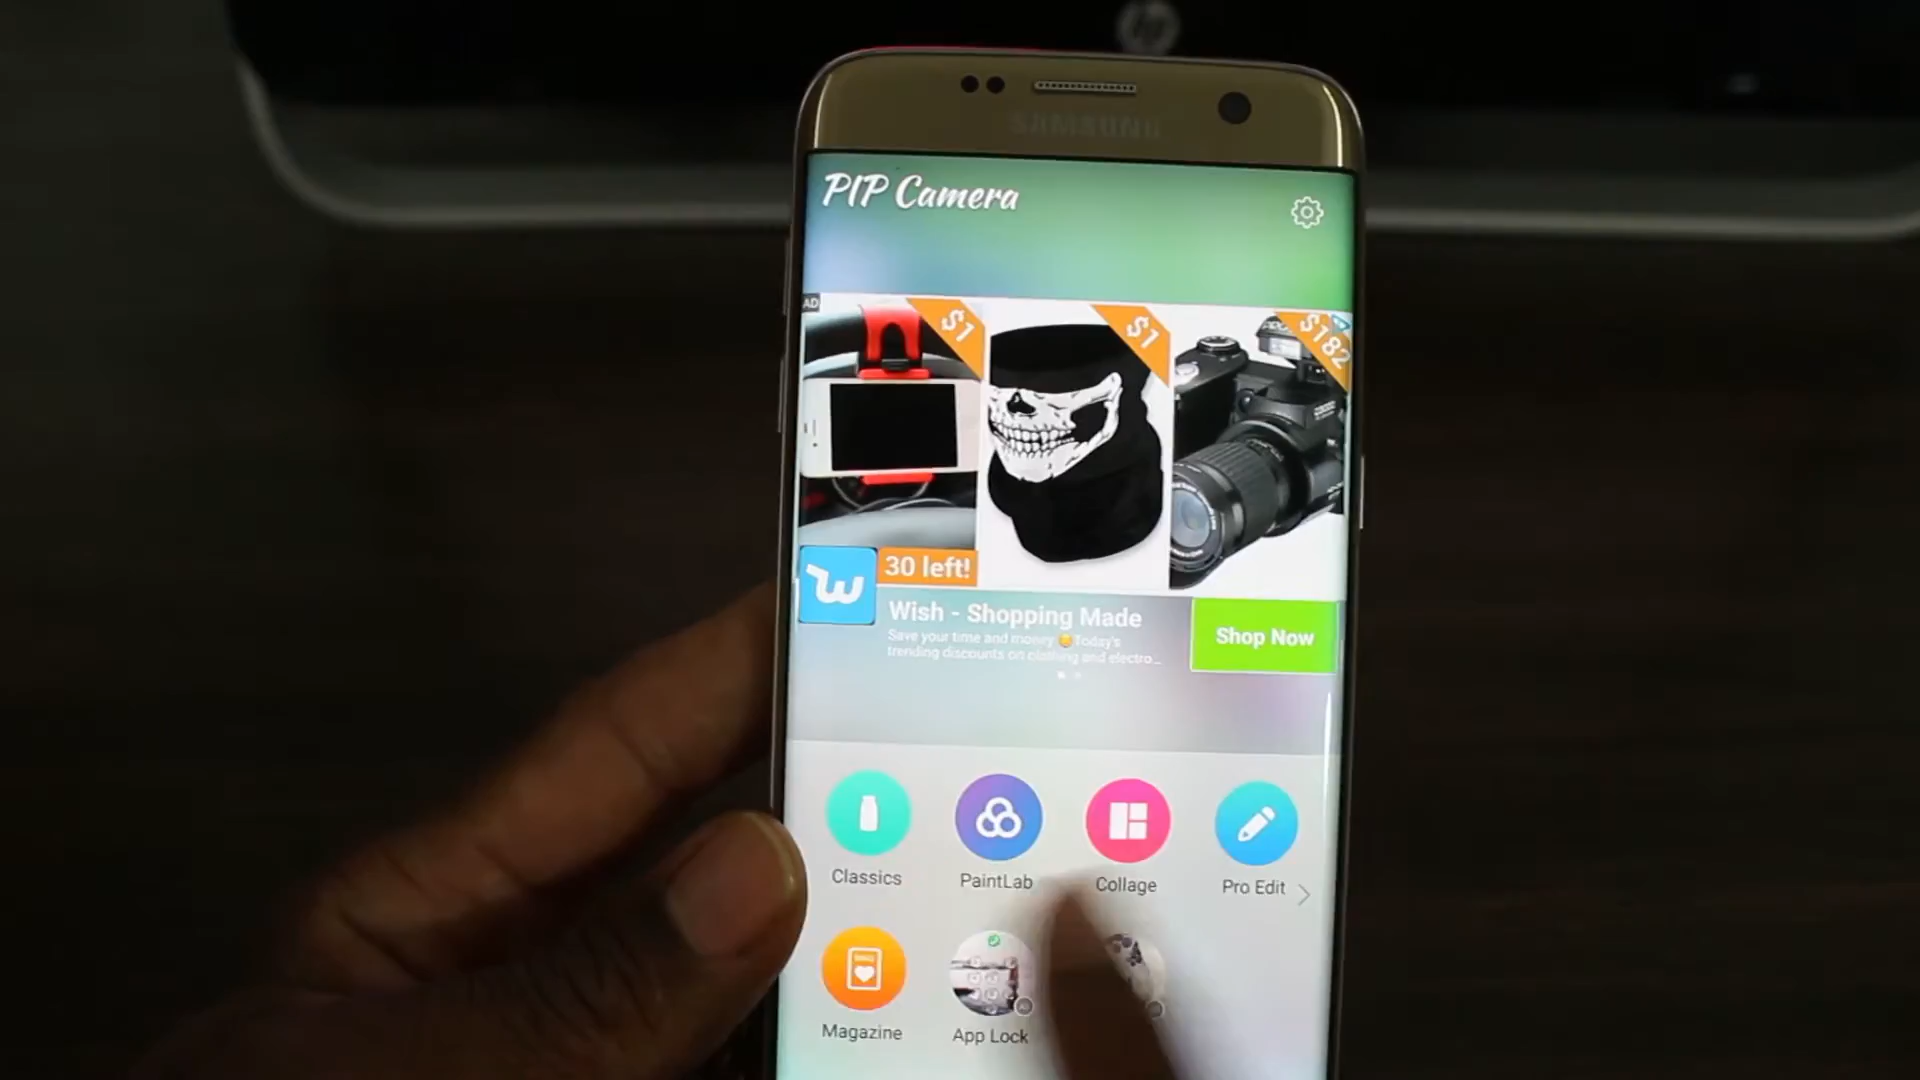 hp
SAMSUNG
PIP Camera
AD
$1
$1
$182
30 left!
Wish - Shopping Made
Save your time and money Today's
trending discounts on clothing and electro...
Shop Now
Classics
PaintLab
Collage
Pro Edit
Magazine
App Lock